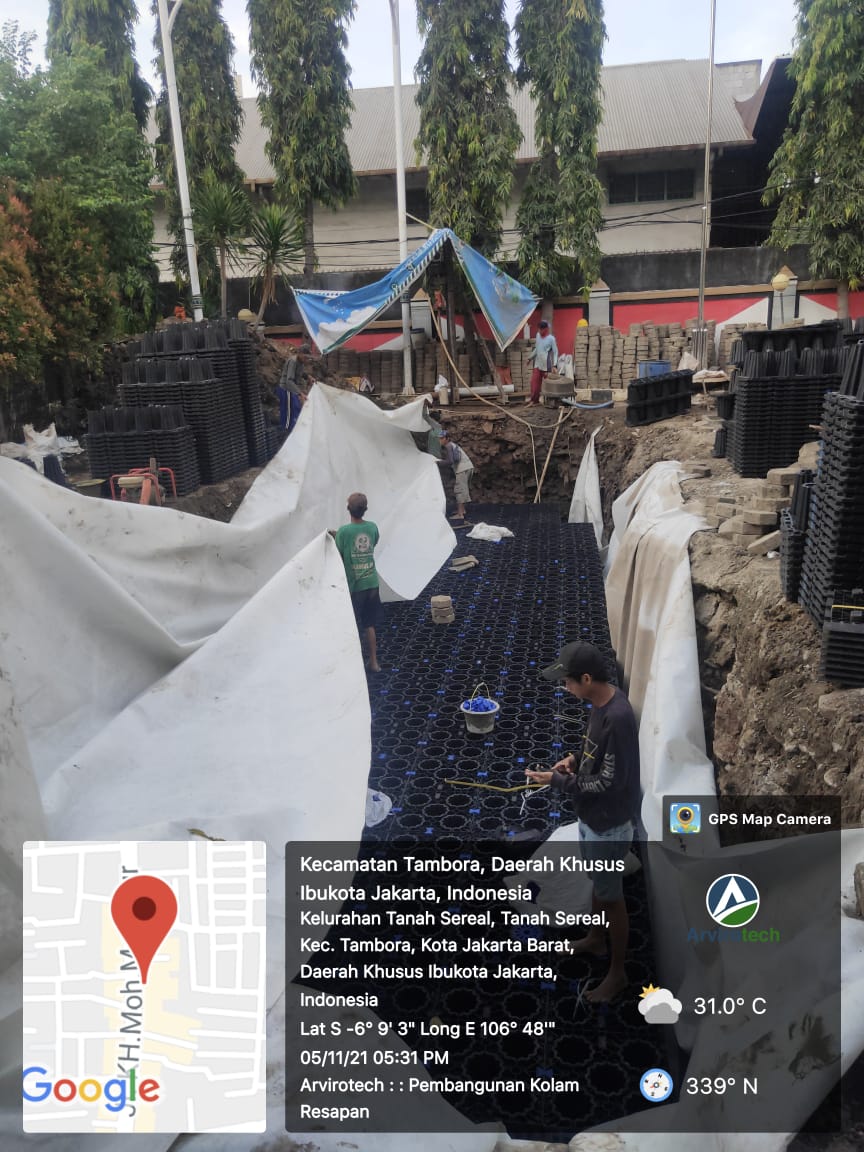 GPS Map Camera
Kecamatan Tambora, Daerah Khusus
Ibukota Jakarta, Indonesia
Kelurahan Tanah Sereal, Tanah Sereal,
Kec. Tambora, Kota Jakarta Barat,
Daerah Khusus Ibukota Jakarta,
Indonesia
Lat S -6° 9' 3" Long E 106° 48'"
05/11/21 05:31 PM
Arvirotech : : Pembangunan Kolam
Resapan
Arvirotech
31.0° C
339° N
Google